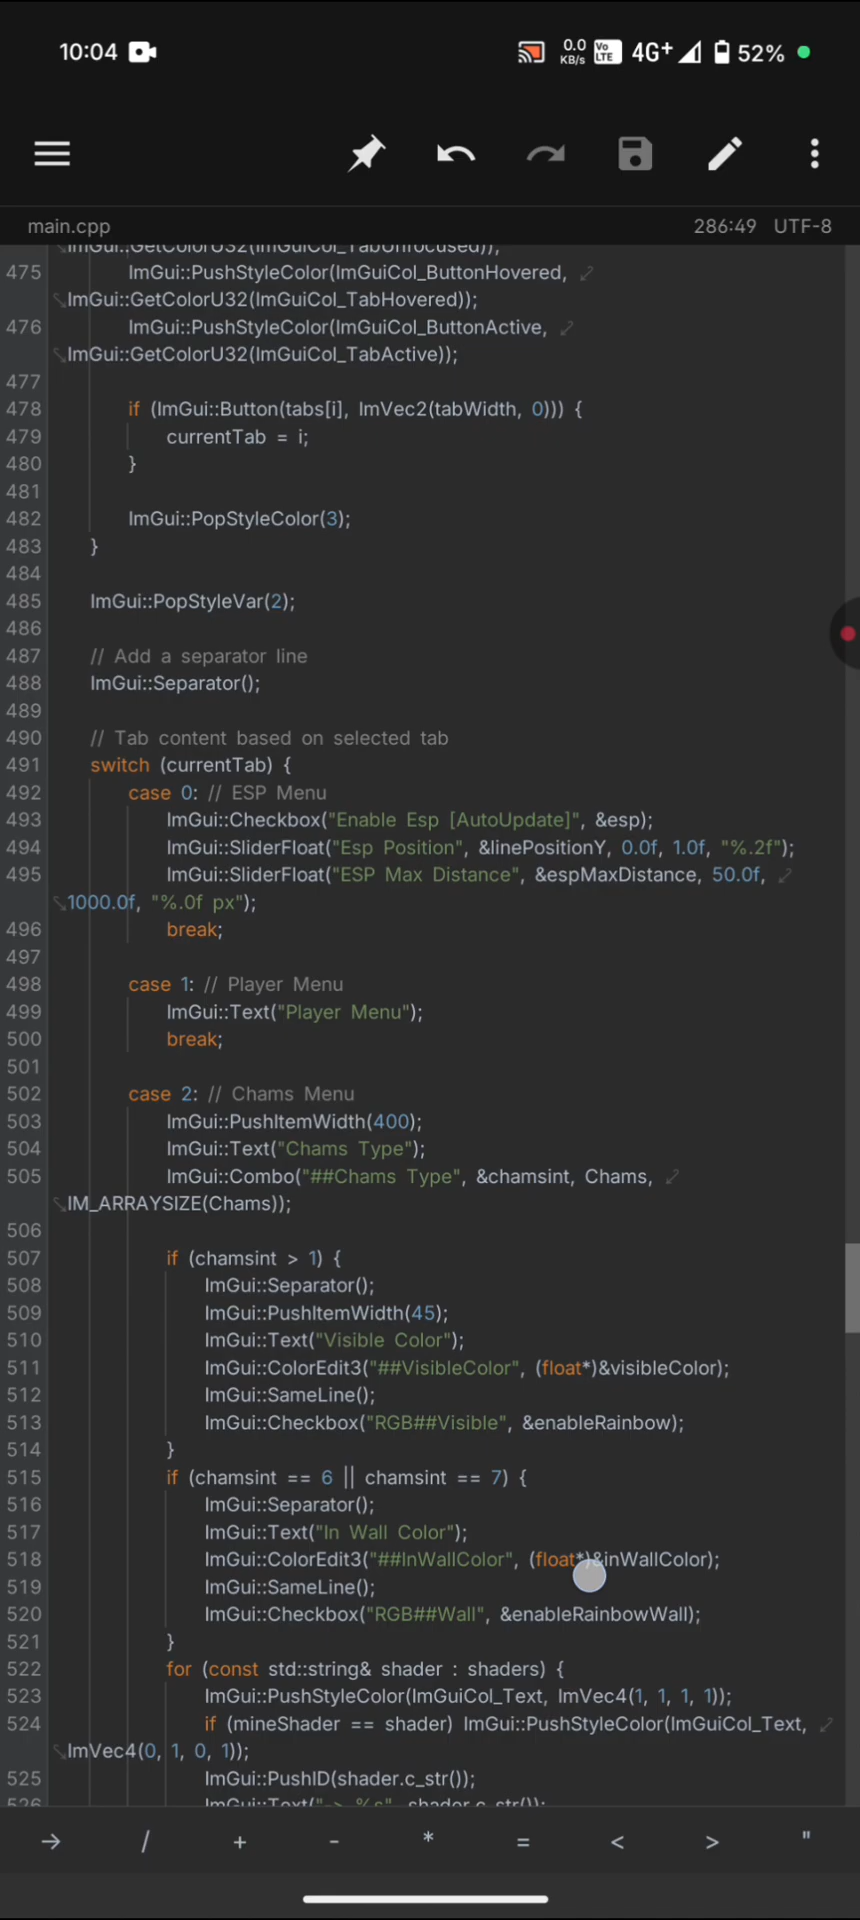 10:04 0.0 KB/s Vo LTE 4G+ 52%
main.cpp 286:49 UTF-8
ImGui::GetColorU32(ImGuiCol_TabUnfocused));
475 ImGui::PushStyleColor(ImGuiCol_ButtonHovered,
ImGui::GetColorU32(ImGuiCol_TabHovered));
476 ImGui::PushStyleColor(ImGuiCol_ButtonActive,
ImGui::GetColorU32(ImGuiCol_TabActive));
477
478 if (ImGui::Button(tabs[i], ImVec2(tabWidth, 0))) {
479 currentTab = i;
480 }
481
482 ImGui::PopStyleColor(3);
483 }
484
485 ImGui::PopStyleVar(2);
486
487 // Add a separator line
488 ImGui::Separator();
489
490 // Tab content based on selected tab
491 switch (currentTab) {
492 case 0: // ESP Menu
493 ImGui::Checkbox("Enable Esp [AutoUpdate]", &esp);
494 ImGui::SliderFloat("Esp Position", &linePositionY, 0.0f, 1.0f, "%.2f");
495 ImGui::SliderFloat("ESP Max Distance", &espMaxDistance, 50.0f,
1000.0f, "%.0f px");
496 break;
497
498 case 1: // Player Menu
499 ImGui::Text("Player Menu");
500 break;
501
502 case 2: // Chams Menu
503 ImGui::PushItemWidth(400);
504 ImGui::Text("Chams Type");
505 ImGui::Combo("##Chams Type", &chamsint, Chams,
IM_ARRAYSIZE(Chams));
506
507 if (chamsint > 1) {
508 ImGui::Separator();
509 ImGui::PushItemWidth(45);
510 ImGui::Text("Visible Color");
511 ImGui::ColorEdit3("##VisibleColor", (float*)&visibleColor);
512 ImGui::SameLine();
513 ImGui::Checkbox("RGB##Visible", &enableRainbow);
514 }
515 if (chamsint == 6 || chamsint == 7) {
516 ImGui::Separator();
517 ImGui::Text("In Wall Color");
518 ImGui::ColorEdit3("##InWallColor", (float*)&inWallColor);
519 ImGui::SameLine();
520 ImGui::Checkbox("RGB##Wall", &enableRainbowWall);
521 }
522 for (const std::string& shader : shaders) {
523 ImGui::PushStyleColor(ImGuiCol_Text, ImVec4(1, 1, 1, 1));
524 if (mineShader == shader) ImGui::PushStyleColor(ImGuiCol_Text,
ImVec4(0, 1, 0, 1));
525 ImGui::PushID(shader.c_str());
526 ImGui::Text("-> %s", shader.c_str());
→ / + - * = < > "